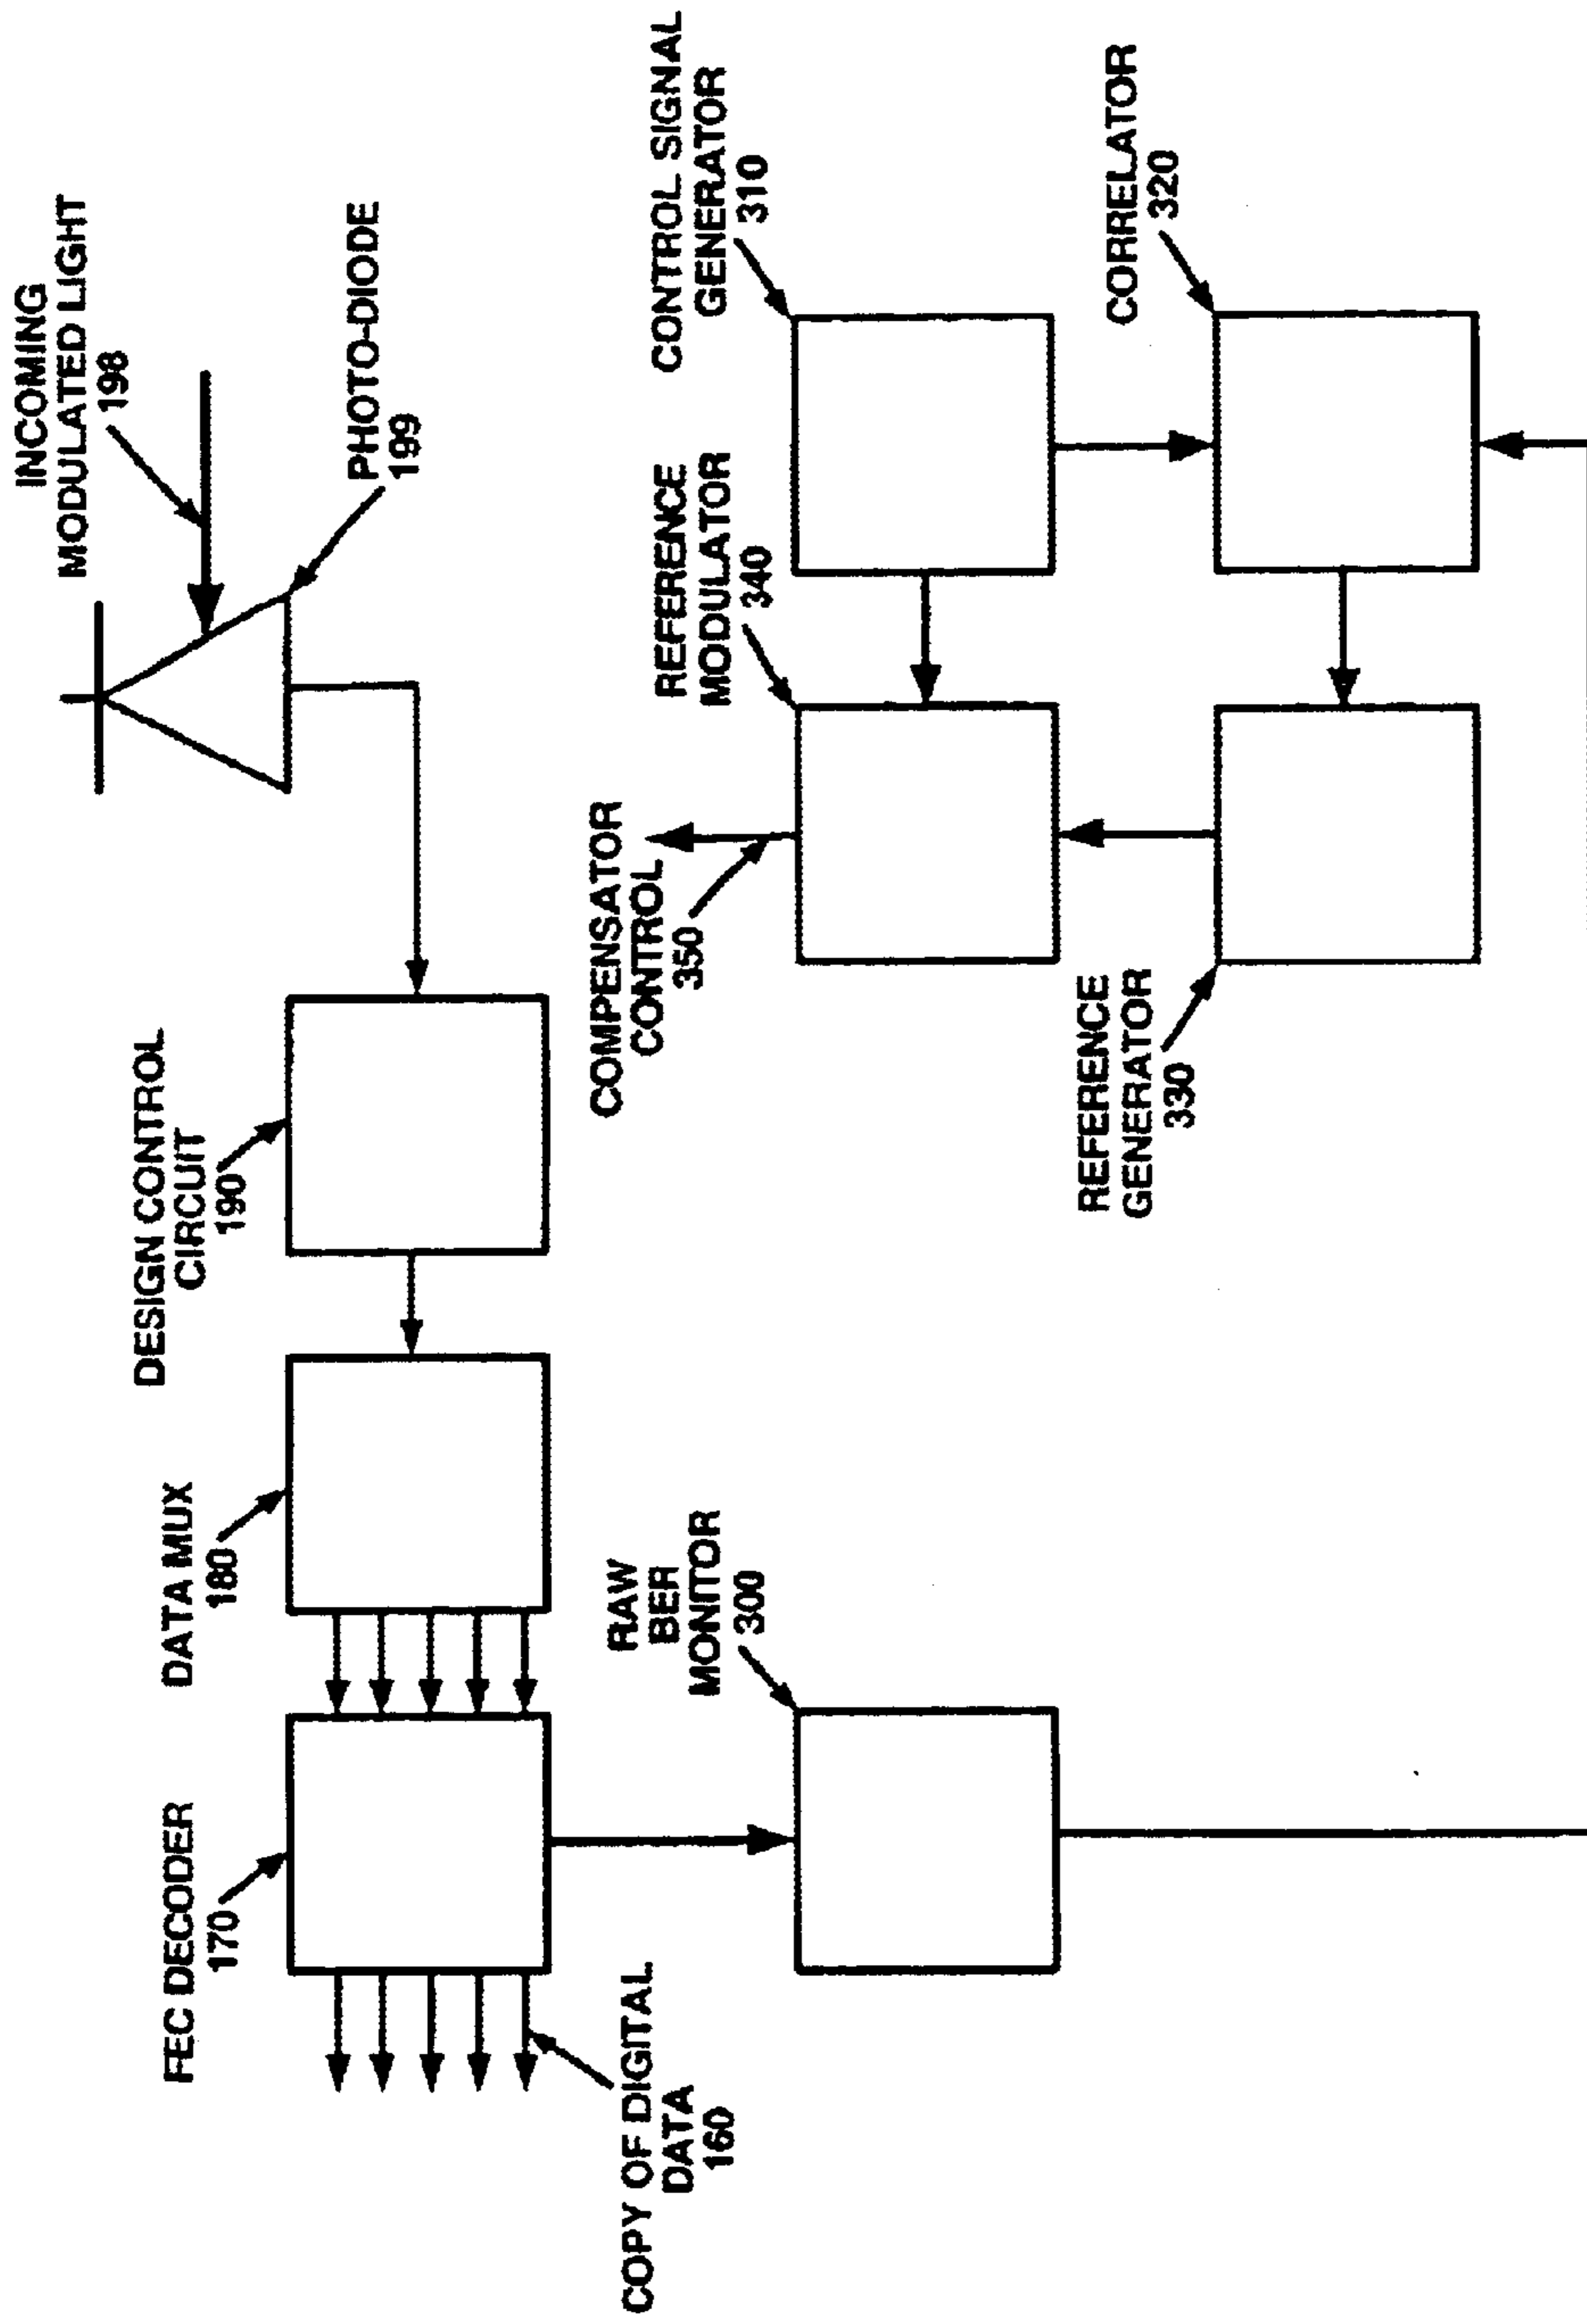 INCOMING
MODULATED LIGHT
198
PHOTO-DIODE
199
DESIGN CONTROL
CIRCUIT
190
DATA MUX
180
FEC DECODER
170
COPY OF DIGITAL
DATA
160
RAW
BER
MONITOR
300
COMPENSATOR
CONTROL
350
REFERENCE
MODULATOR
340
CONTROL SIGNAL
GENERATOR
310
CORRELATOR
320
REFERENCE
GENERATOR
330